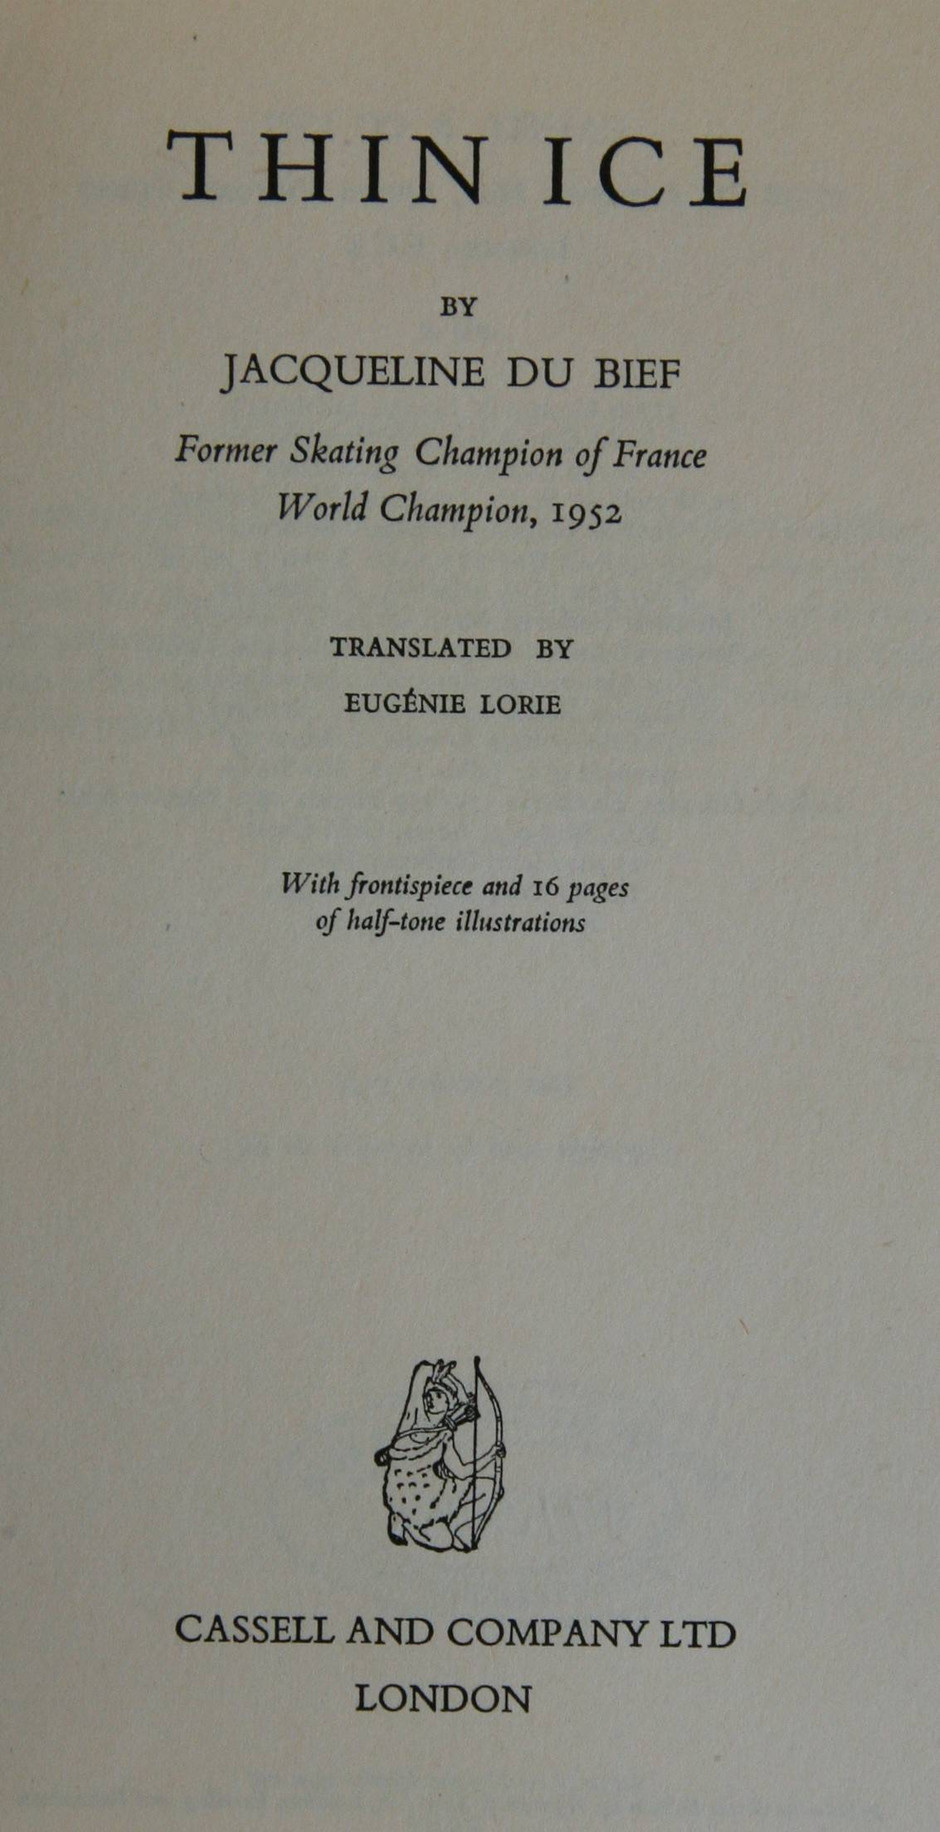 THIN ICE
BY
JACQUELINE DU BIEF
Former Skating Champion of France
World Champion, 1952
TRANSLATED BY
EUGÉNIE LORIE
With frontispiece and 16 pages
of half-tone illustrations
CASSELL AND COMPANY LTD
LONDON